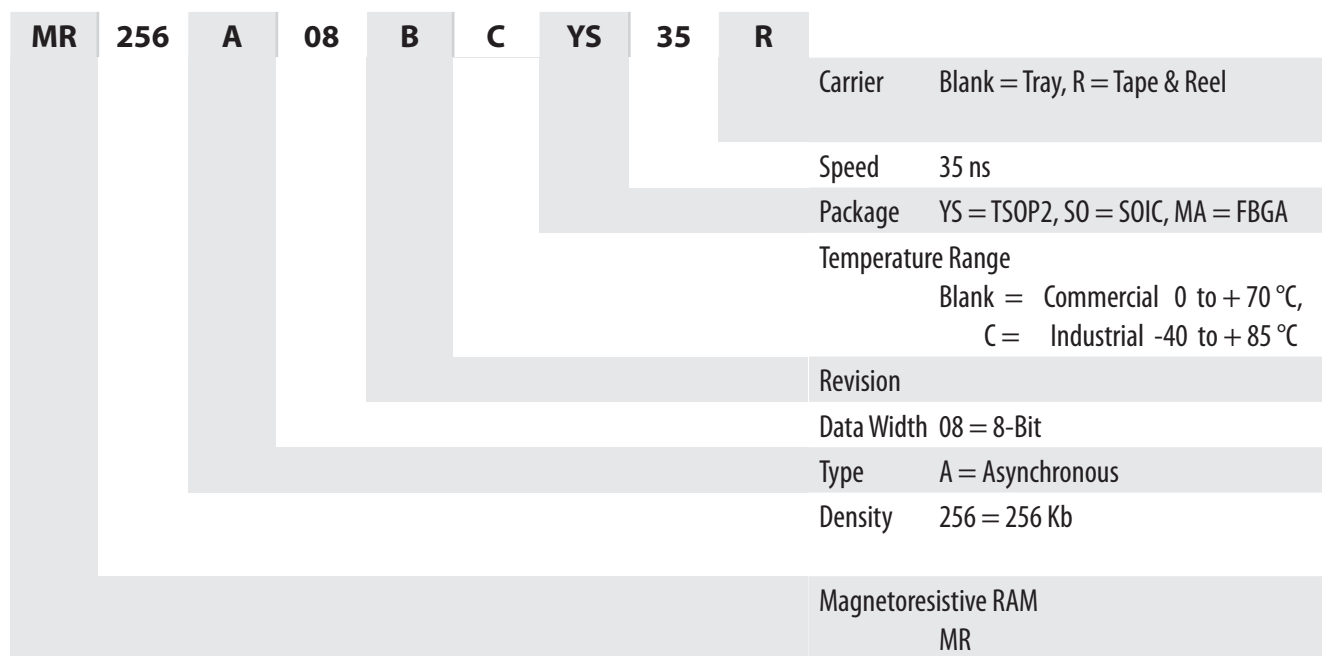 MR 256 A 08 B C YS 35 R
Carrier Blank = Tray, R = Tape & Reel
Speed 35 ns
Package YS = TSOP2, SO = SOIC, MA = FBGA
Temperature Range
Blank = Commercial 0 to + 70 °C,
C = Industrial -40 to + 85 °C
Revision
Data Width 08 = 8-Bit
Type A = Asynchronous
Density 256 = 256 Kb
Magnetoresistive RAM
MR